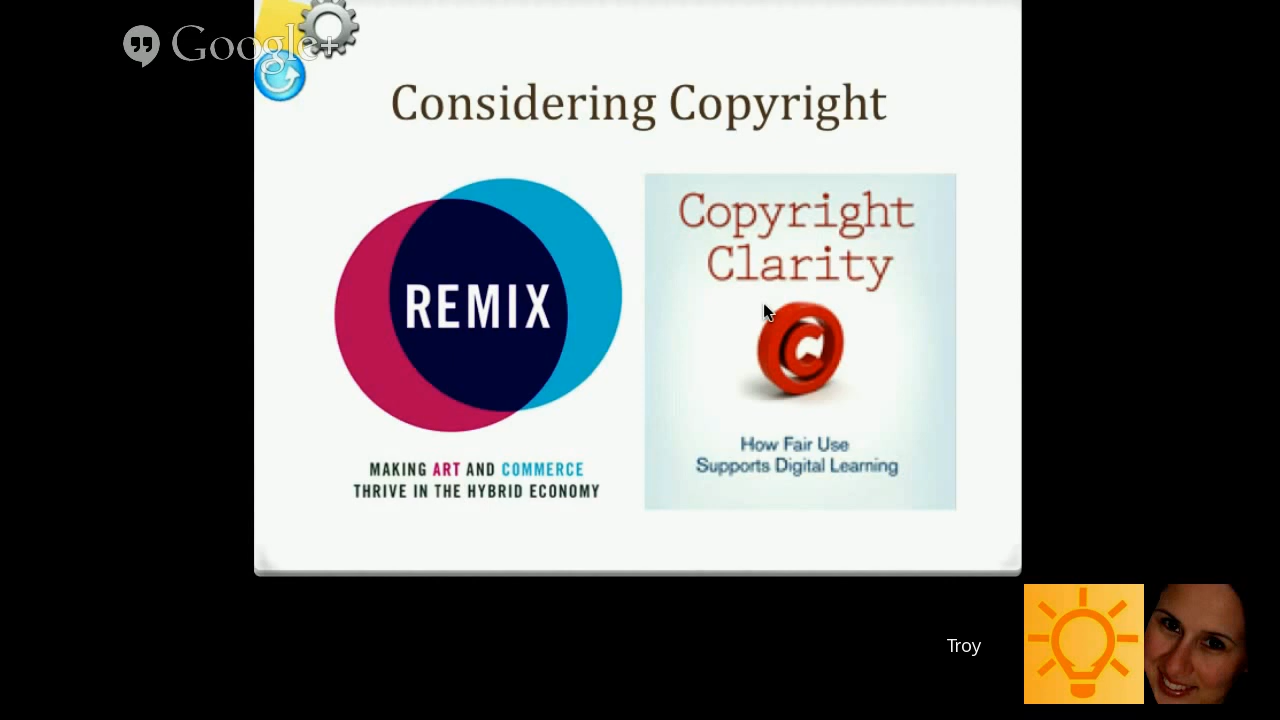 Google+
Considering Copyright
REMIX
MAKING ART AND COMMERCE
THRIVE IN THE HYBRID ECONOMY
Copyright
Clarity
C
How Fair Use
Supports Digital Learning
Troy